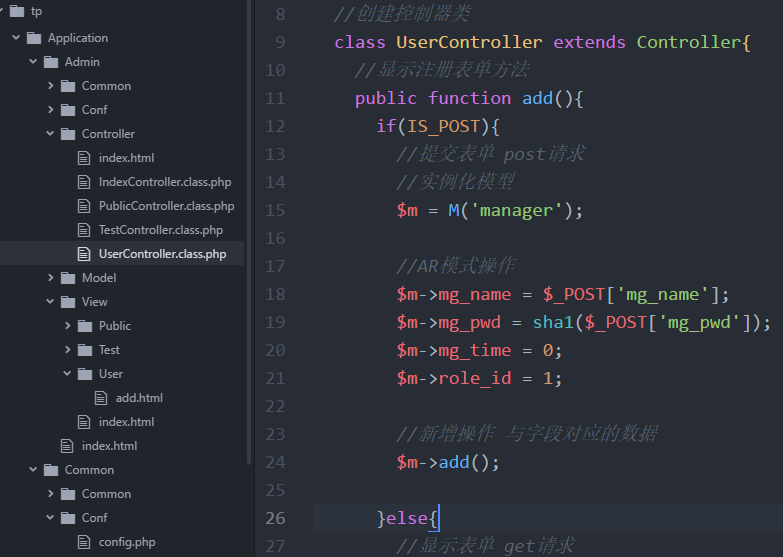 tp
Application
Admin
Common
Conf
Controller
index.html
IndexController.class.php
PublicController.class.php
TestController.class.php
UserController.class.php
Model
View
Public
Test
User
add.html
index.html
index.html
Common
Common
Conf
config.php
8 //创建控制器类
9 class UserController extends Controller{
10 //显示注册表单方法
11 public function add(){
12 if(IS_POST){
13 //提交表单 post请求
14 //实例化模型
15 $m = M('manager');
16
17 //AR模式操作
18 $m->mg_name = $_POST['mg_name'];
19 $m->mg_pwd = sha1($_POST['mg_pwd']);
20 $m->mg_time = 0;
21 $m->role_id = 1;
22
23 //新增操作 与字段对应的数据
24 $m->add();
25
26 }else{
27 //显示表单 get请求